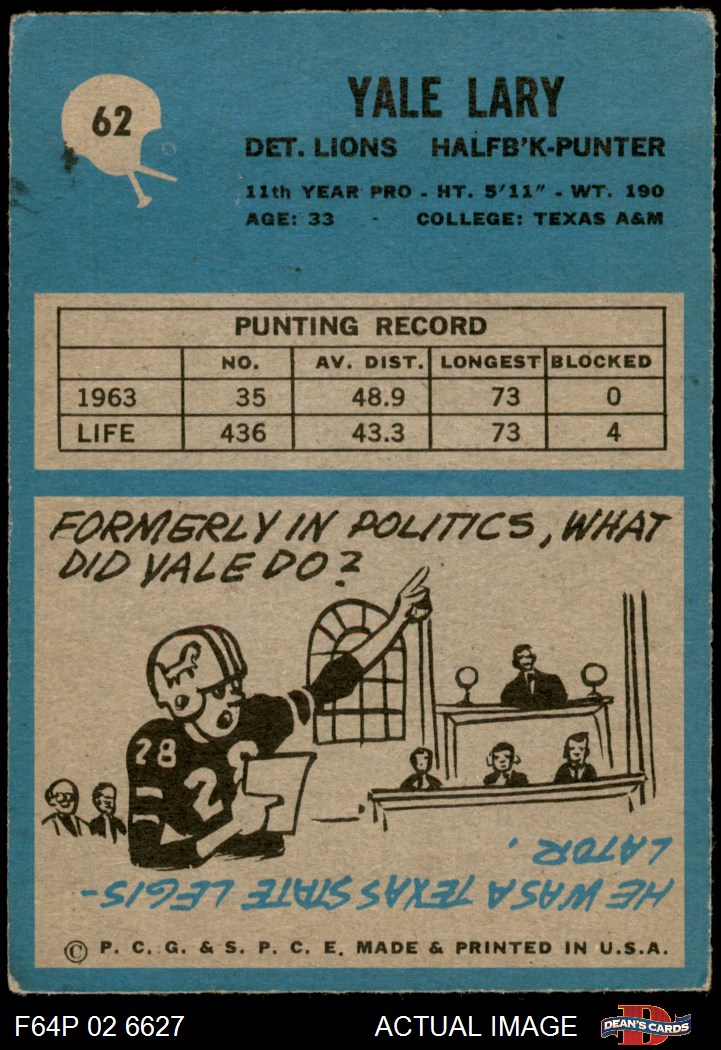 62
YALE LARY
DET. LIONS HALFB'K-PUNTER
11th YEAR PRO - HT. 5'11" - WT. 190
AGE: 33 - COLLEGE: TEXAS A&M
PUNTING RECORD
NO. AV. DIST. LONGEST BLOCKED
1963 35 48.9 73 0
LIFE 436 43.3 73 4
FORMERLY IN POLITICS, WHAT
DID YALE DO?
28
28
HE WAS A TEXAS STATE LEGIS-
LATOR.
© P. C. G. & S. P. C. E. MADE & PRINTED IN U.S.A.
F64P 02 6627 ACTUAL IMAGE
D
DEAN'S CARDS